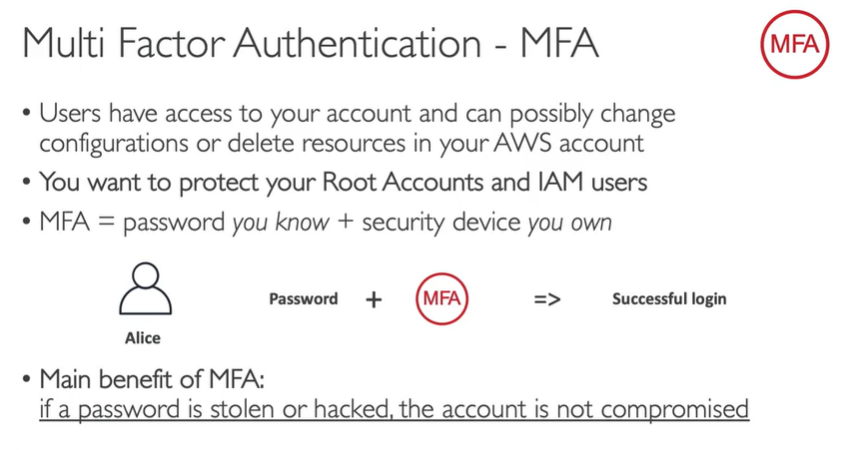 Multi Factor Authentication - MFA
MFA
• Users have access to your account and can possibly change
configurations or delete resources in your AWS account
• You want to protect your Root Accounts and IAM users
• MFA = password you know + security device you own
Password + MFA => Successful login
Alice
• Main benefit of MFA:
if a password is stolen or hacked, the account is not compromised